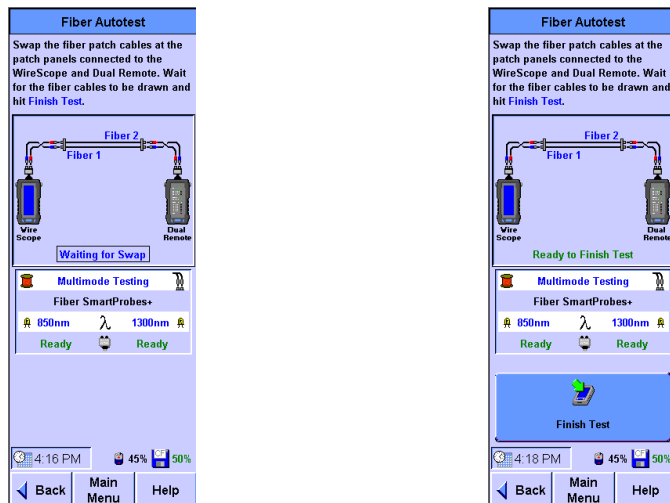 Fiber Autotest
Swap the fiber patch cables at the
patch panels connected to the
WireScope and Dual Remote. Wait
for the fiber cables to be drawn and
hit Finish Test.
Fiber 2
Fiber 1
Wire
Scope
Dual
Remote
Waiting for Swap
Multimode Testing
Fiber SmartProbes+
850nm λ 1300nm
Ready Ready
4:16 PM 45% CF 50%
Back Main Menu Help
Fiber Autotest
Swap the fiber patch cables at the
patch panels connected to the
WireScope and Dual Remote. Wait
for the fiber cables to be drawn and
hit Finish Test.
Fiber 2
Fiber 1
Wire
Scope
Dual
Remote
Ready to Finish Test
Multimode Testing
Fiber SmartProbes+
850nm λ 1300nm
Ready Ready
Finish Test
4:18 PM 45% CF 50%
Back Main Menu Help